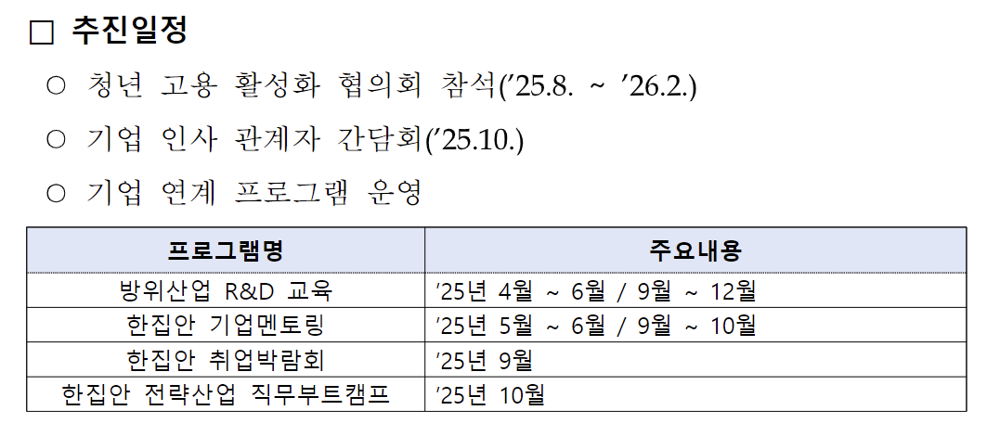 □ 추진일정
○ 청년 고용 활성화 협의회 참석(’25.8. ~ ’26.2.)
○ 기업 인사 관계자 간담회(’25.10.)
○ 기업 연계 프로그램 운영
프로그램명 주요내용
방위산업 R&D 교육 ’25년 4월 ~ 6월 / 9월 ~ 12월
한집안 기업멘토링 ’25년 5월 ~ 6월 / 9월 ~ 10월
한집안 취업박람회 ’25년 9월
한집안 전략산업 직무부트캠프 ’25년 10월